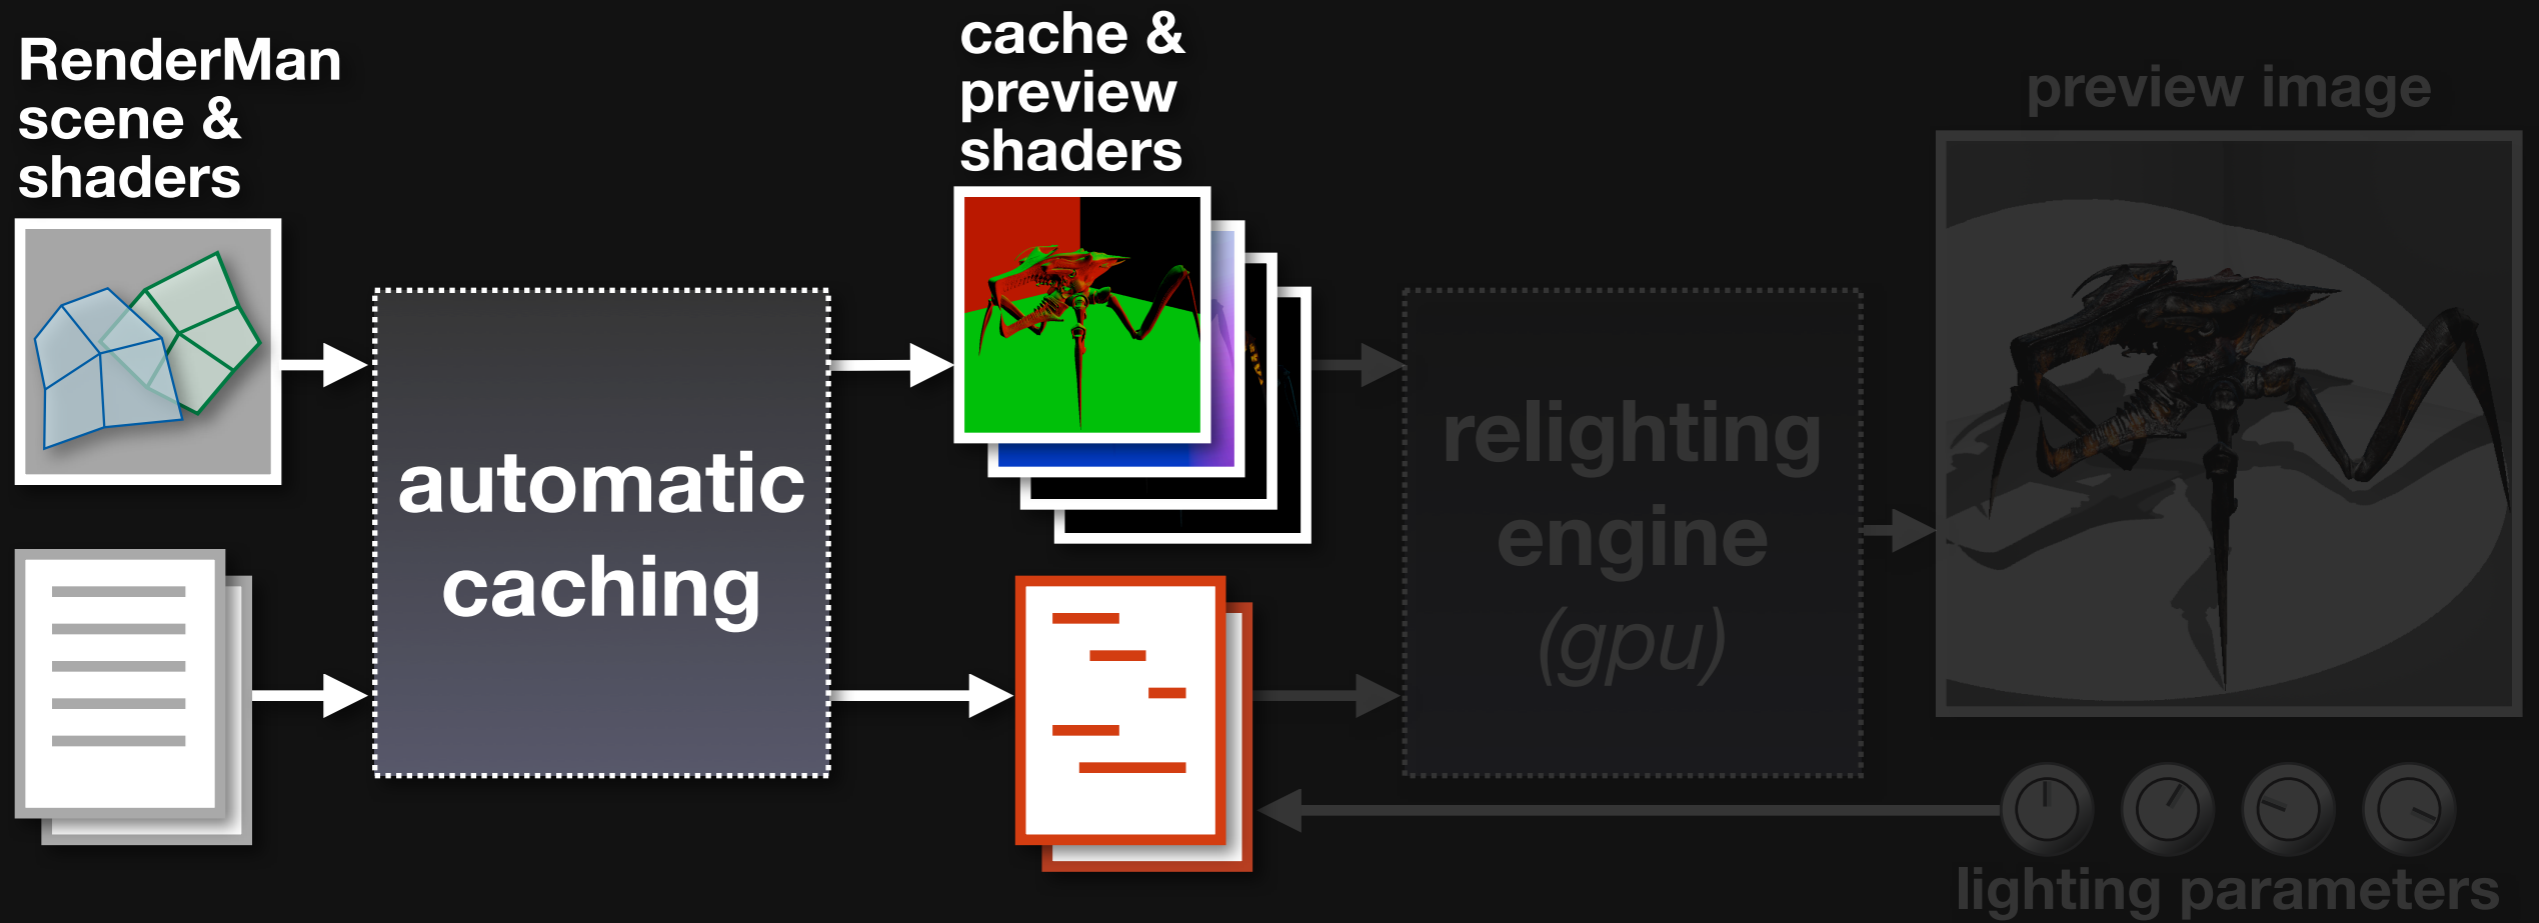 RenderMan
scene &
shaders
automatic
caching
cache &
preview
shaders
relighting
engine
(gpu)
preview image
lighting parameters